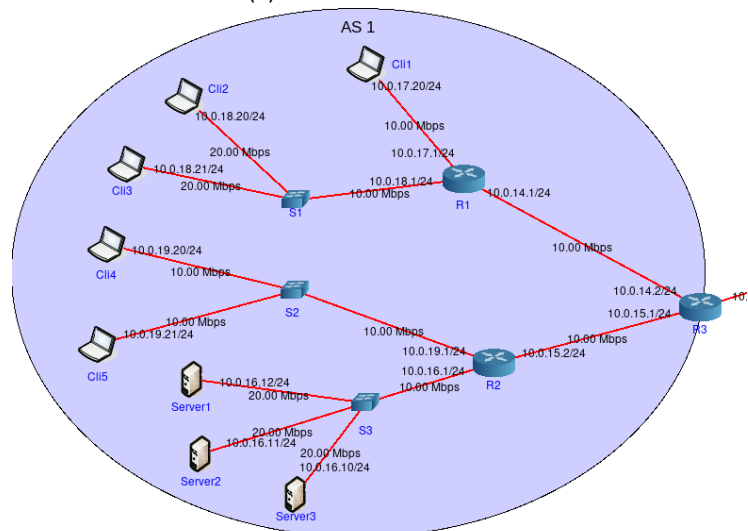 AS 1
Cli1
10.0.17.20/24
Cli2
10.0.18.20/24
10.00 Mbps
20.00 Mbps
10.0.17.1/24
10.0.18.21/24
20.00 Mbps
Cli3
10.0.18.1/24
10.00 Mbps
10.0.14.1/24
S1
R1
10.0.19.20/24
10.00 Mbps
10.00 Mbps
Cli4
10.0.14.2/24
10.0.15.1/24
S2
10.00 Mbps
10.0.19.21/24
10.00 Mbps
R3
10.00 Mbps
Cli5
10.0.19.1/24
10.0.15.2/24
10.0.16.1/24
R2
10.0.16.12/24
10.00 Mbps
20.00 Mbps
Server1
S3
20.00 Mbps
10.0.16.11/24
20.00 Mbps
10.0.16.10/24
Server2
Server3